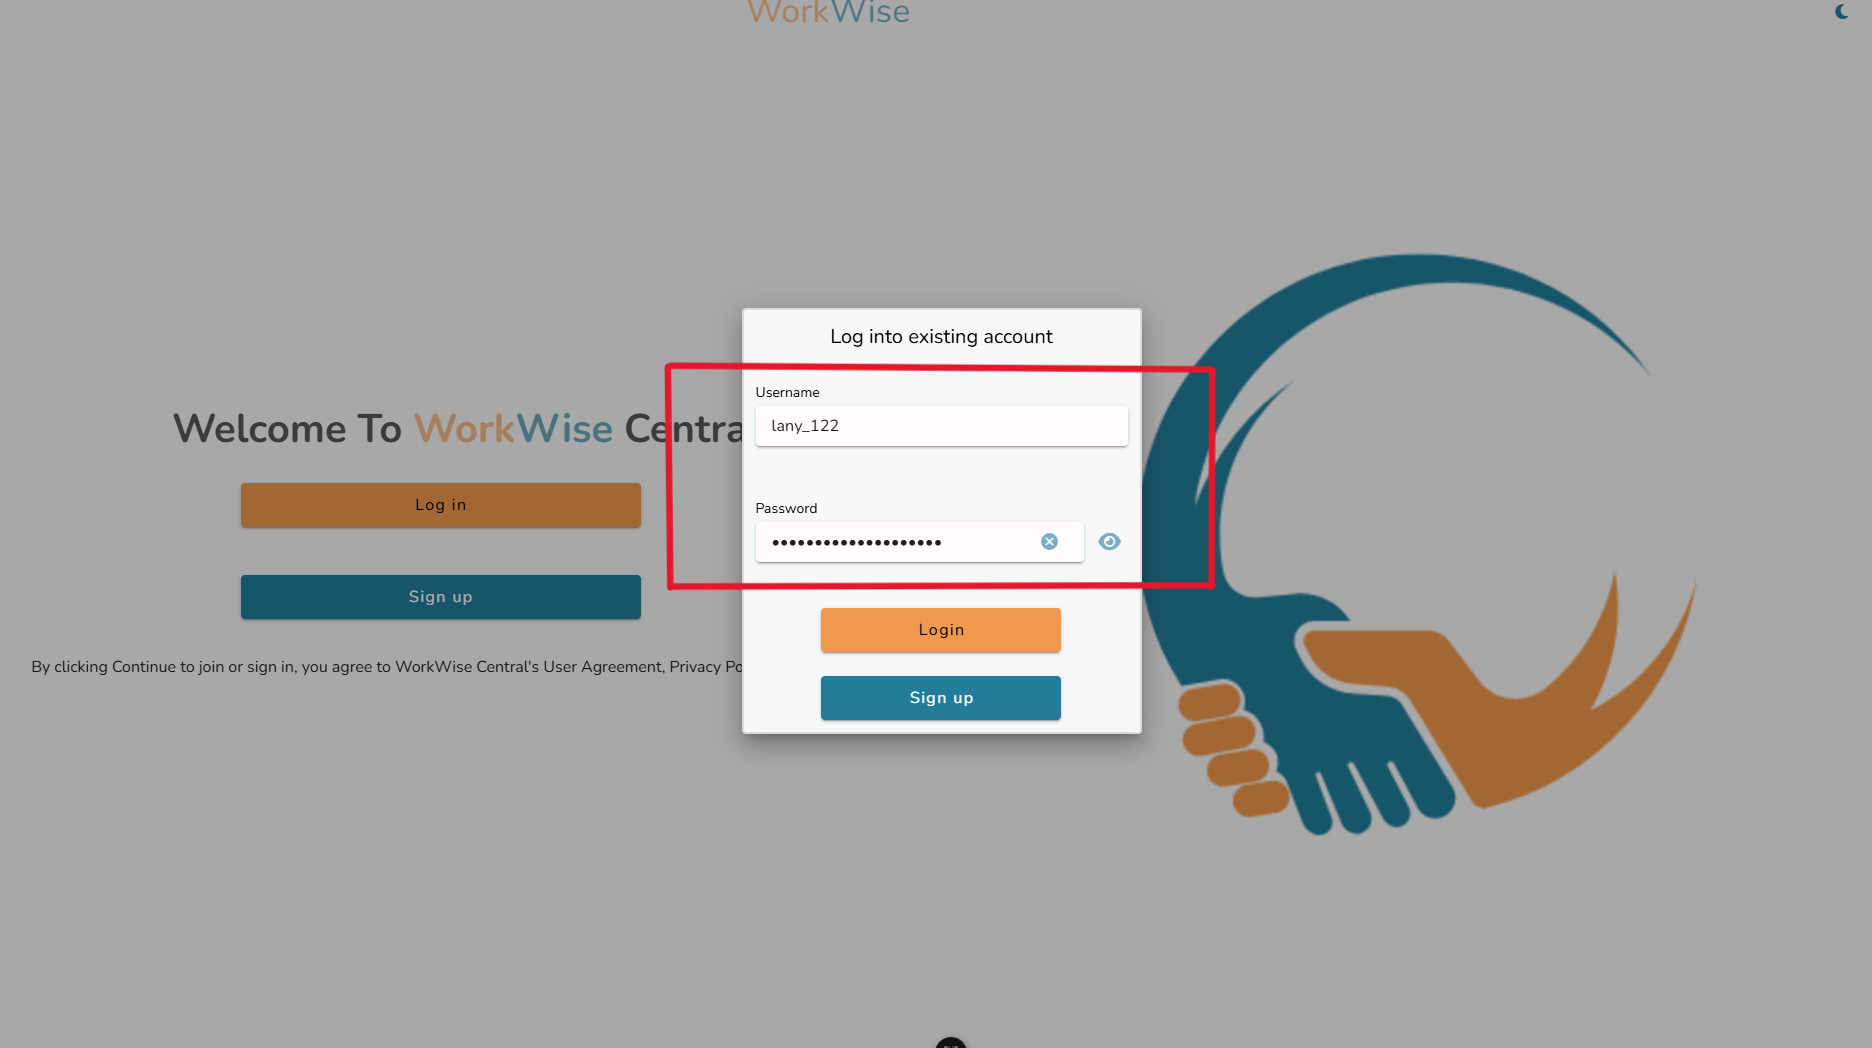 WorkWise
Welcome To WorkWise Centra
Log in
Sign up
By clicking Continue to join or sign in, you agree to WorkWise Central's User Agreement, Privacy Po
Log into existing account
Username
lany_122
Password
••••••••••••••••••••
Login
Sign up